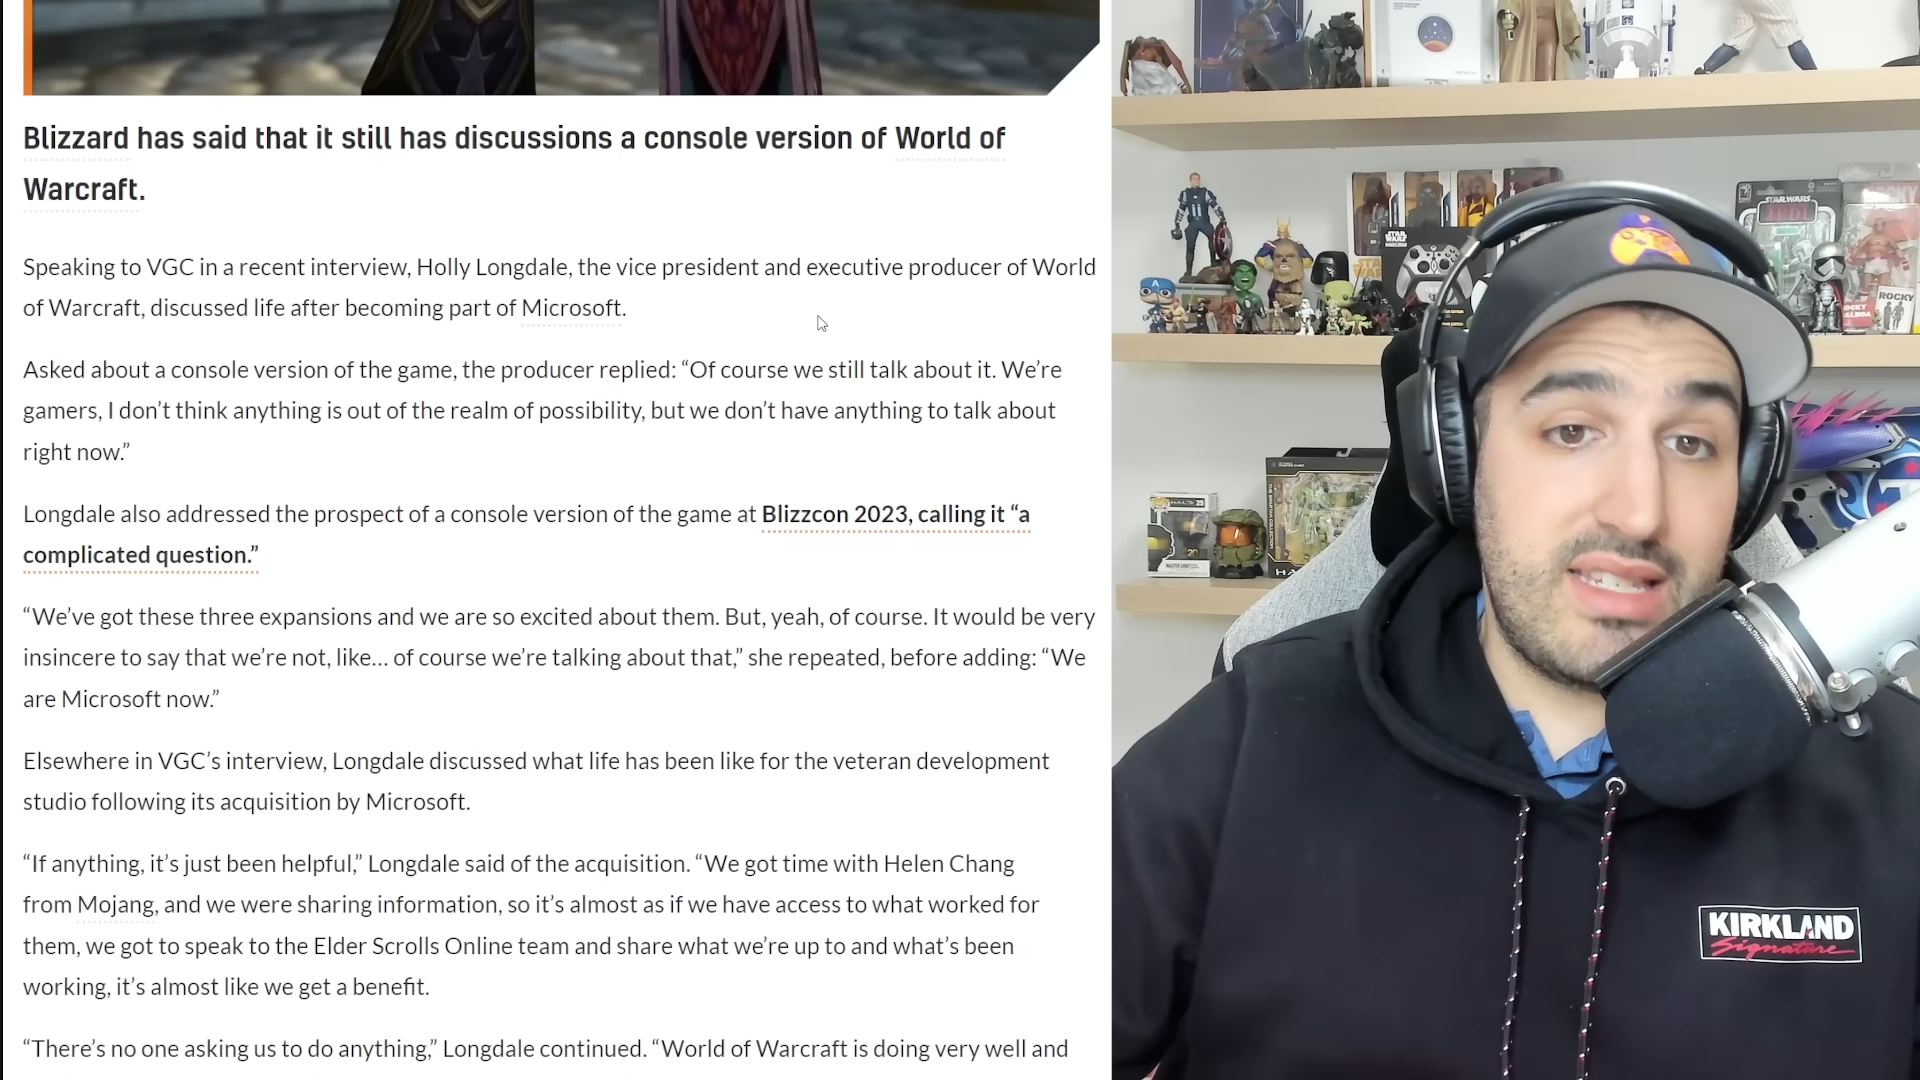 Blizzard has said that it still has discussions a console version of World of
Warcraft.
Speaking to VGC in a recent interview, Holly Longdale, the vice president and executive producer of World
of Warcraft, discussed life after becoming part of Microsoft.
Asked about a console version of the game, the producer replied: “Of course we still talk about it. We’re
gamers, I don’t think anything is out of the realm of possibility, but we don’t have anything to talk about
right now.”
Longdale also addressed the prospect of a console version of the game at Blizzcon 2023, calling it “a
complicated question.”
“We’ve got these three expansions and we are so excited about them. But, yeah, of course. It would be very
insincere to say that we’re not, like… of course we’re talking about that,” she repeated, before adding: “We
are Microsoft now.”
Elsewhere in VGC’s interview, Longdale discussed what life has been like for the veteran development
studio following its acquisition by Microsoft.
“If anything, it’s just been helpful,” Longdale said of the acquisition. “We got time with Helen Chang
from Mojang, and we were sharing information, so it’s almost as if we have access to what worked for
them, we got to speak to the Elder Scrolls Online team and share what we’re up to and what’s been
working, it’s almost like we get a benefit.
“There’s no one asking us to do anything,” Longdale continued. “World of Warcraft is doing very well and
STAR WARS
ROCKY
ROCKY
KIRKLAND
Signature